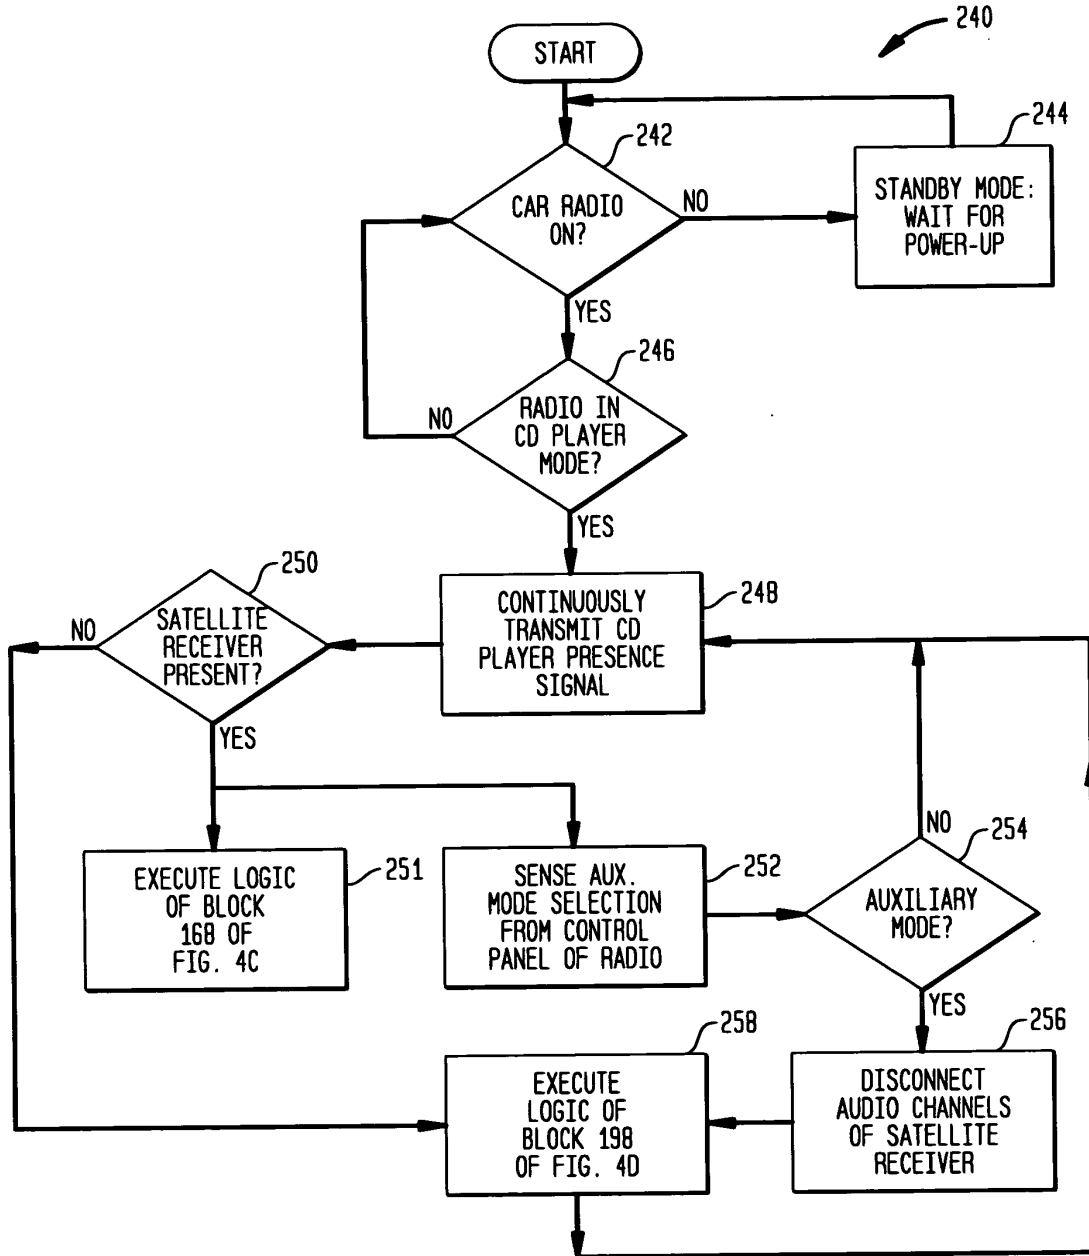 240
START
242
244
CAR RADIO
ON?
NO
STANDBY MODE:
WAIT FOR
POWER-UP
YES
246
NO
RADIO IN
CD PLAYER
MODE?
YES
250
248
NO
SATELLITE
RECEIVER
PRESENT?
CONTINUOUSLY
TRANSMIT CD
PLAYER PRESENCE
SIGNAL
YES
NO
254
251
252
EXECUTE LOGIC
OF BLOCK
168 OF
FIG. 4C
SENSE AUX.
MODE SELECTION
FROM CONTROL
PANEL OF RADIO
AUXILIARY
MODE?
YES
258
256
EXECUTE
LOGIC OF
BLOCK 198
OF FIG. 4D
DISCONNECT
AUDIO CHANNELS
OF SATELLITE
RECEIVER